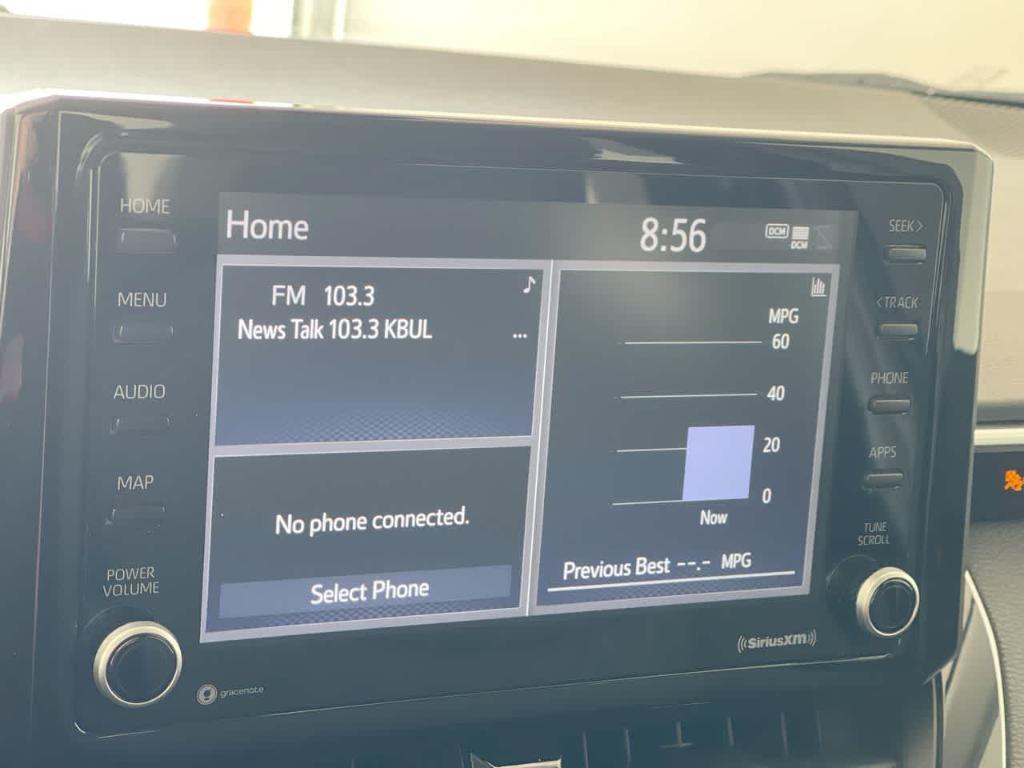 HOME
MENU
AUDIO
MAP
POWER
VOLUME
Home
8:56
DCM
DCM
FM 103.3
News Talk 103.3 KBUL
...
No phone connected.
Select Phone
MPG
60
40
20
0
Now
Previous Best --.- MPG
SEEK>
<TRACK
PHONE
APPS
TUNE
SCROLL
gracenote
SiriusXM